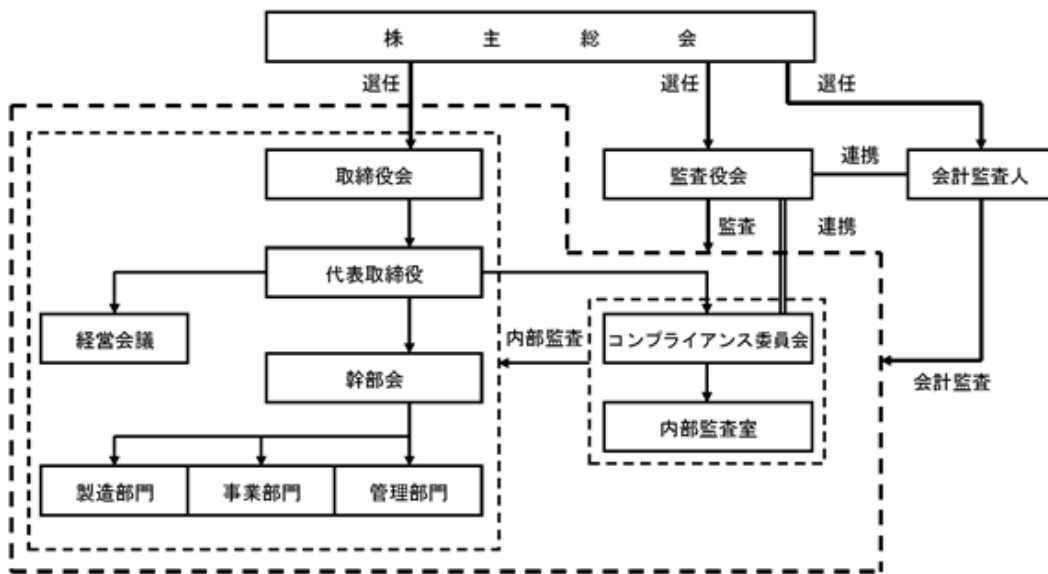 株主総会
選任
選任
選任
取締役会
監査役会
連携
会計監査人
監査
連携
代表取締役
経営会議
内部監査
コンプライアンス委員会
会計監査
幹部会
内部監査室
製造部門
事業部門
管理部門